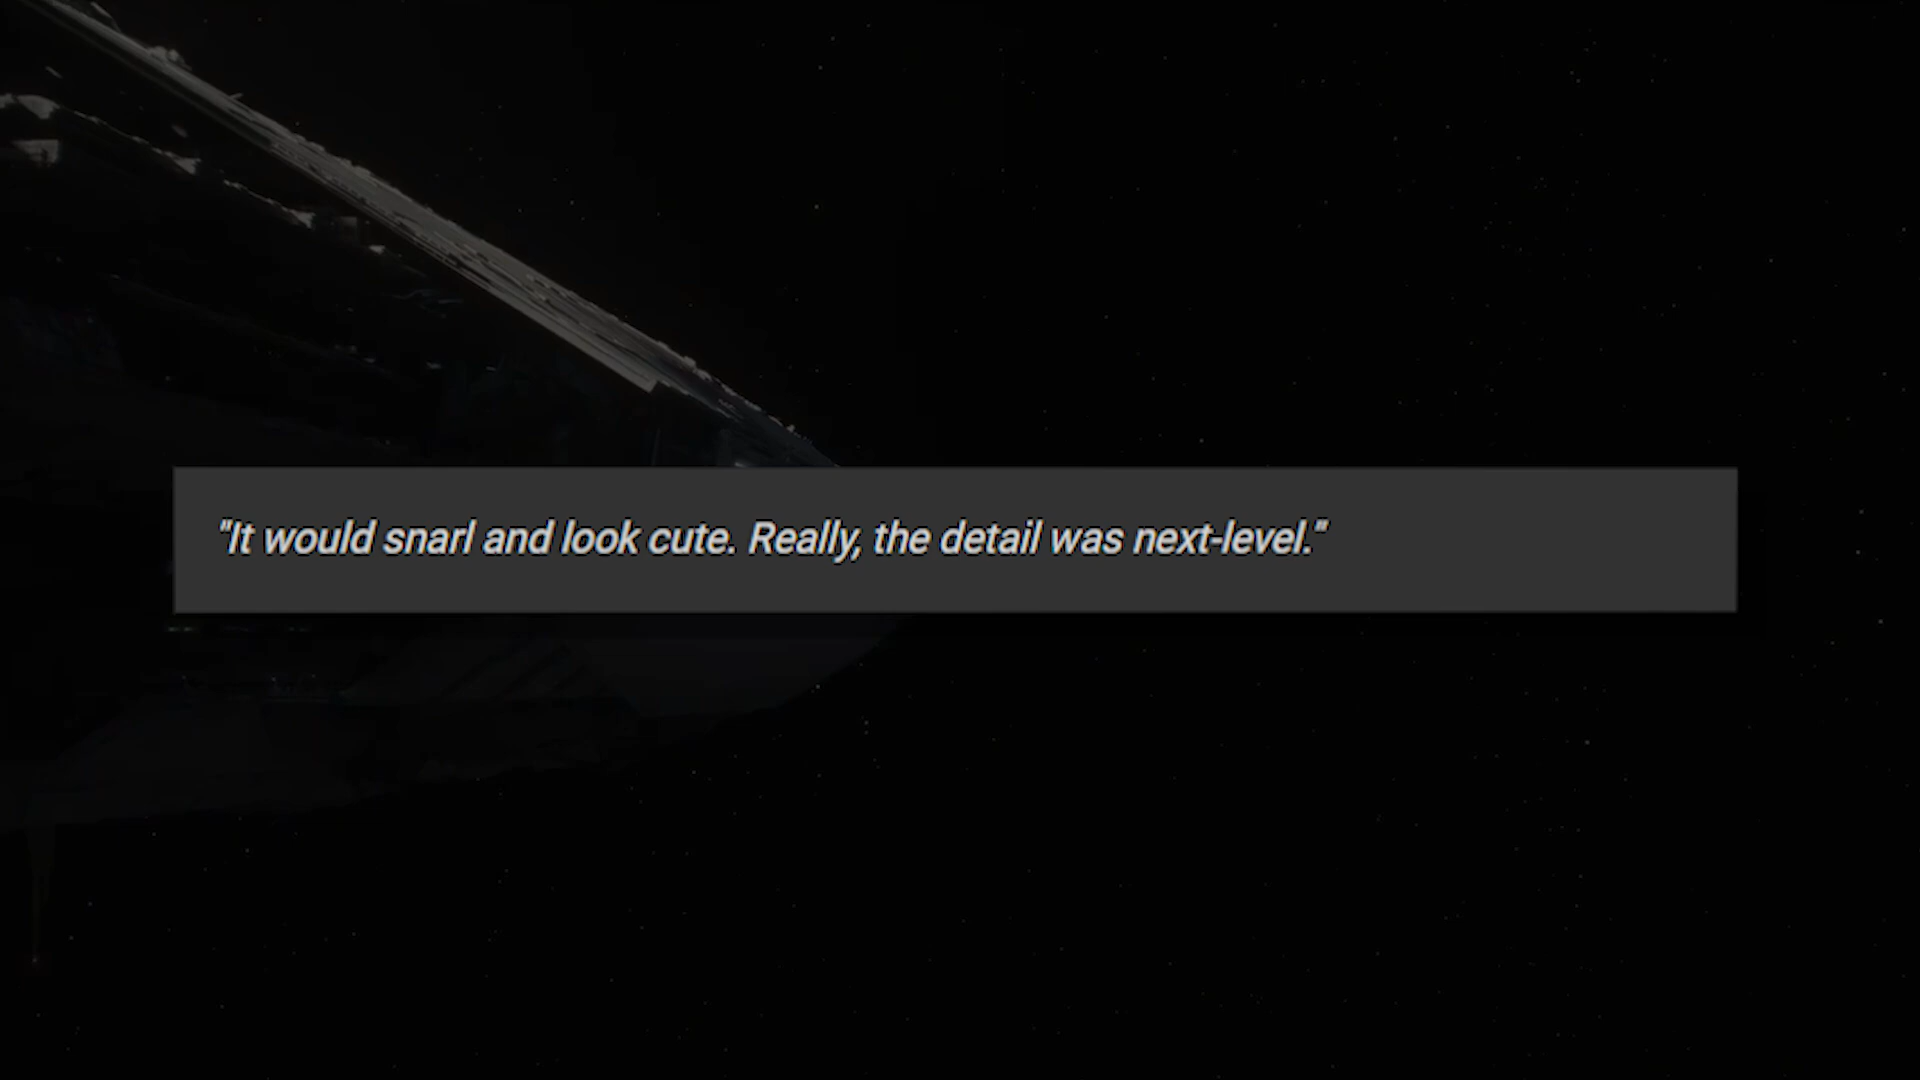 "It would snarl and look cute. Really, the detail was next-level."